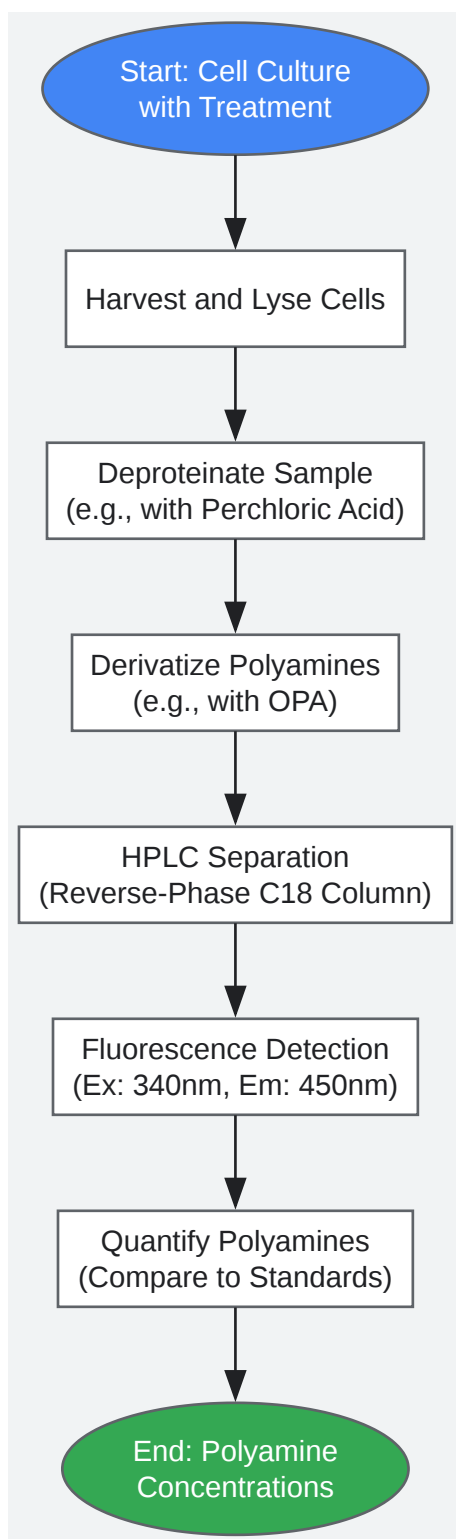 Start: Cell Culture
with Treatment
Harvest and Lyse Cells
Deproteinate Sample
(e.g., with Perchloric Acid)
Derivatize Polyamines
(e.g., with OPA)
HPLC Separation
(Reverse-Phase C18 Column)
Fluorescence Detection
(Ex: 340nm, Em: 450nm)
Quantify Polyamines
(Compare to Standards)
End: Polyamine
Concentrations